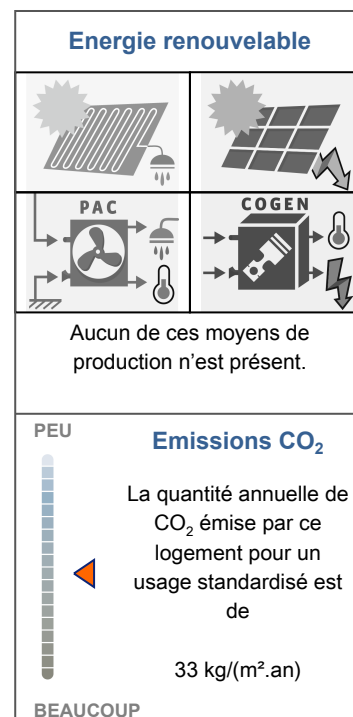 Energie renouvelable
PAC
COGEN
Aucun de ces moyens de
production n’est présent.
PEU
Emissions CO₂
La quantité annuelle de
CO₂ émise par ce
logement pour un
usage standardisé est
de
33 kg/(m².an)
BEAUCOUP